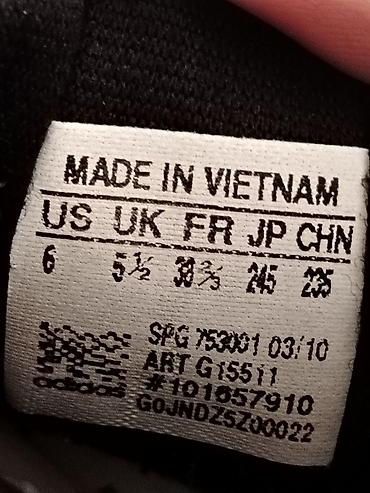 MADE IN VIETNAM
US UK FR JP CHN
6 5½ 38⅔ 245 235
SPG 753001 03/10
ART G15511
#101657910
G0JNDZSZ00022
adidas